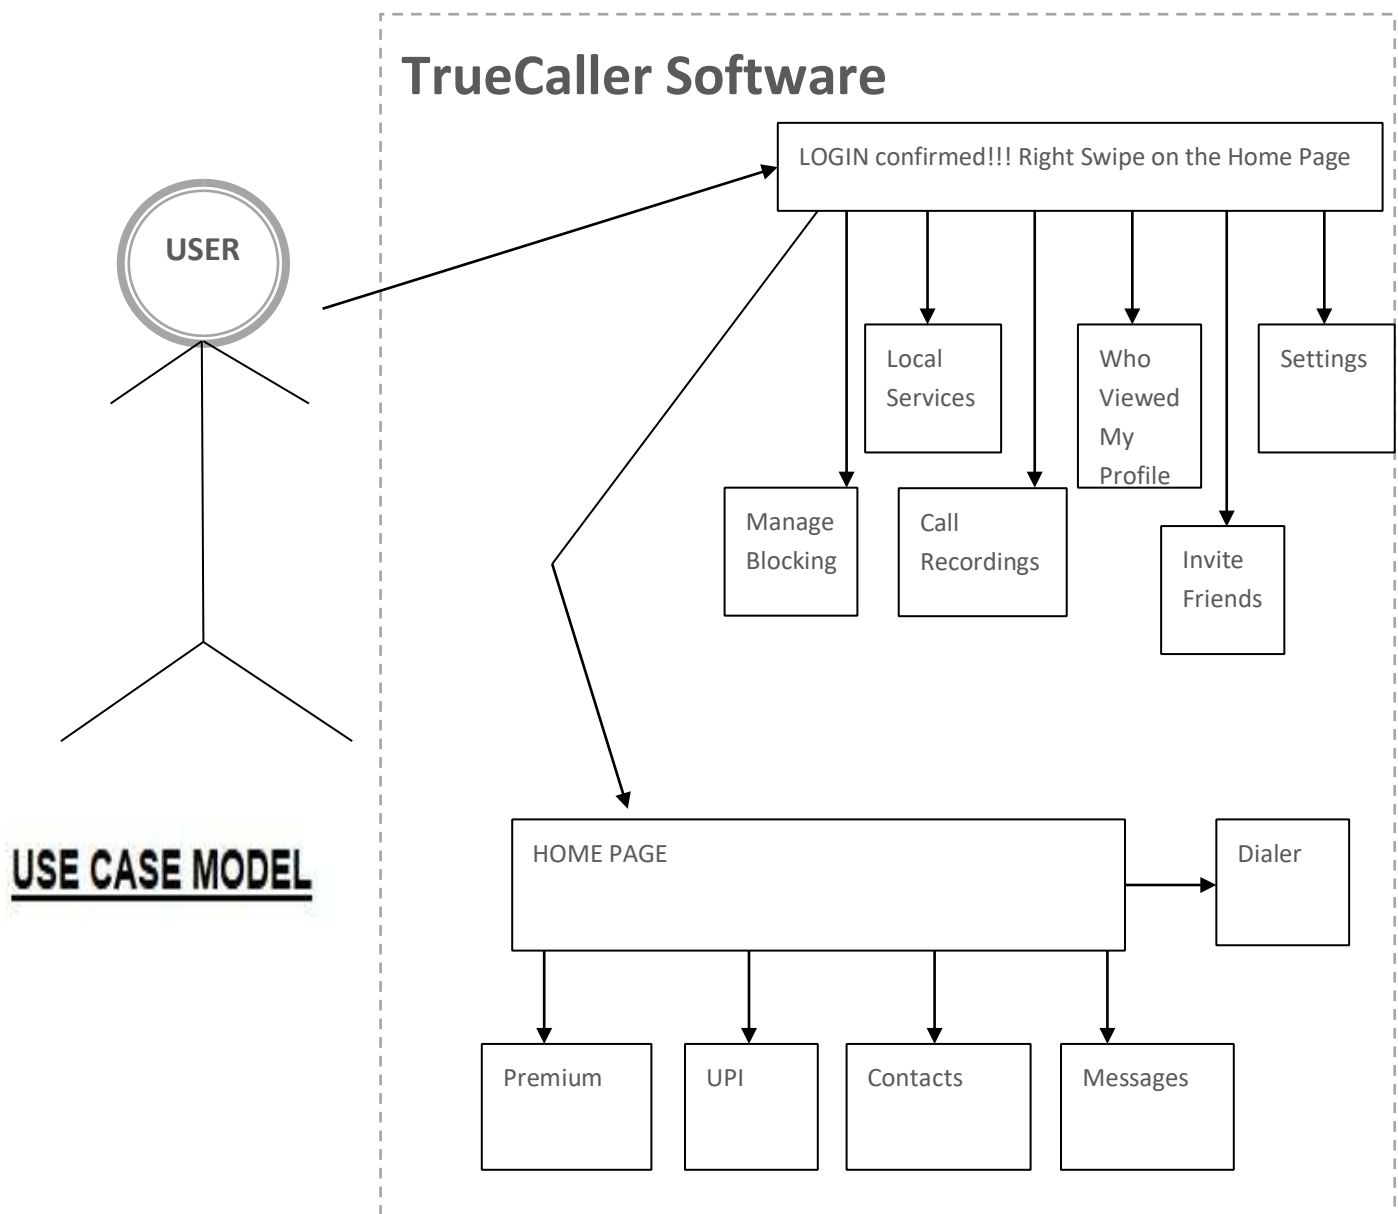 TrueCaller Software
LOGIN confirmed!!! Right Swipe on the Home Page
USER
Local
Services
Who
Viewed
My
Profile
Settings
Manage
Blocking
Call
Recordings
Invite
Friends
USE CASE MODEL
HOME PAGE
Dialer
Premium
UPI
Contacts
Messages